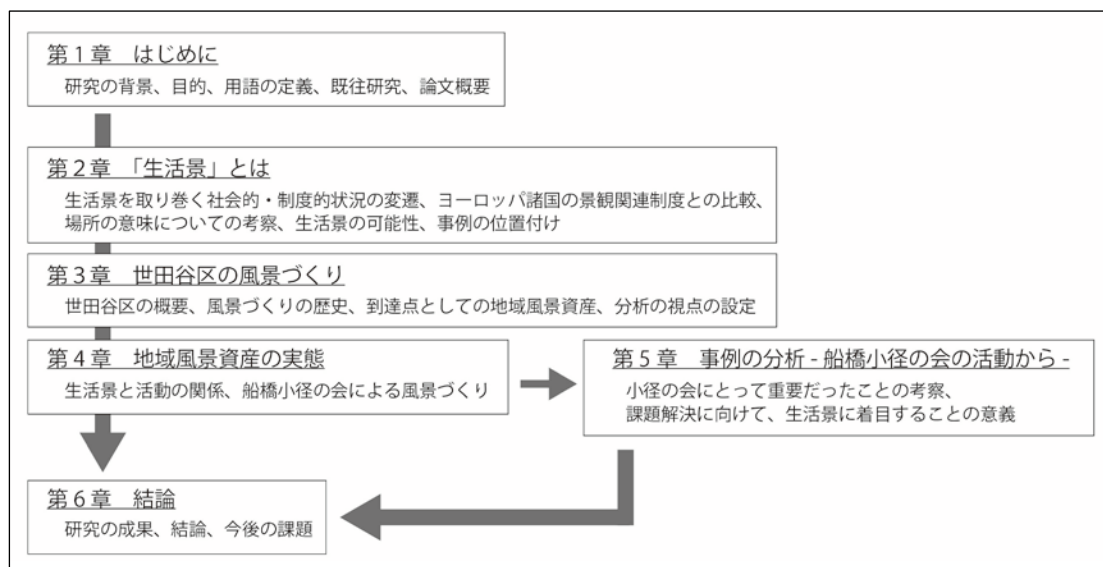 第1章　はじめに
研究の背景、目的、用語の定義、既往研究、論文概要
第2章　「生活景」とは
生活景を取り巻く社会的・制度的状況の変遷、ヨーロッパ諸国の景観関連制度との比較、
場所の意味についての考察、生活景の可能性、事例の位置付け
第3章　世田谷区の風景づくり
世田谷区の概要、風景づくりの歴史、到達点としての地域風景資産、分析の視点の設定
第4章　地域風景資産の実態
生活景と活動の関係、船橋小径の会による風景づくり
第5章　事例の分析 - 船橋小径の会の活動から -
小径の会にとって重要だったことの考察、
課題解決に向けて、生活景に着目することの意義
第6章　結論
研究の成果、結論、今後の課題